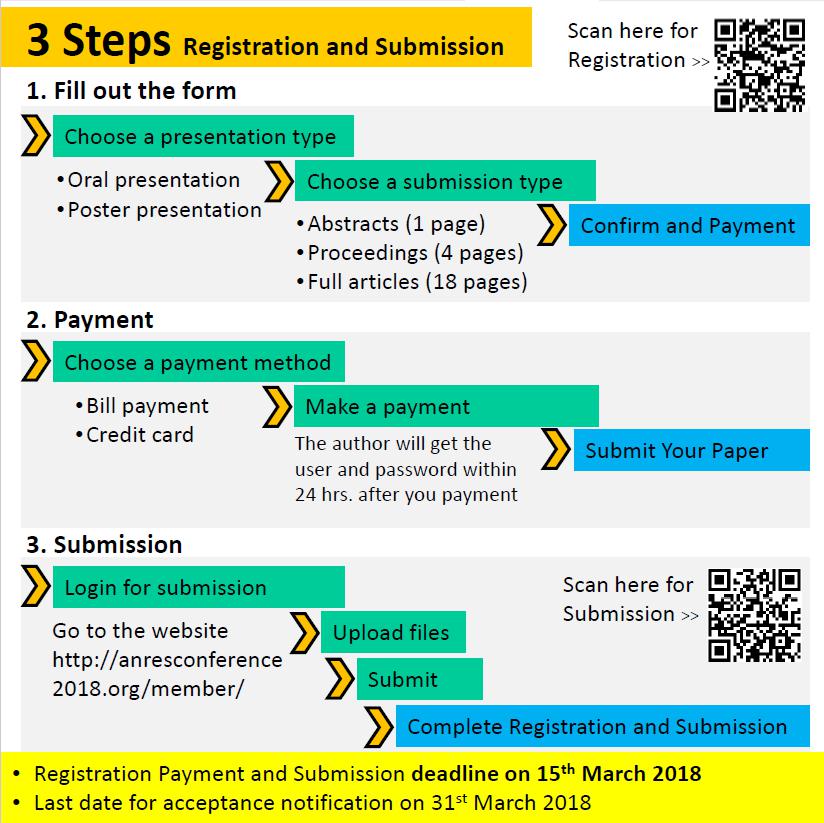 3 Steps Registration and Submission
Scan here for
Registration >>
1. Fill out the form
Choose a presentation type
•Oral presentation
•Poster presentation
Choose a submission type
•Abstracts (1 page)
•Proceedings (4 pages)
•Full articles (18 pages)
Confirm and Payment
2. Payment
Choose a payment method
•Bill payment
•Credit card
Make a payment
The author will get the
user and password within
24 hrs. after you payment
Submit Your Paper
3. Submission
Login for submission
Go to the website
http://anresconference
2018.org/member/
Scan here for
Submission >>
Upload files
Submit
Complete Registration and Submission
• Registration Payment and Submission deadline on 15th March 2018
• Last date for acceptance notification on 31st March 2018